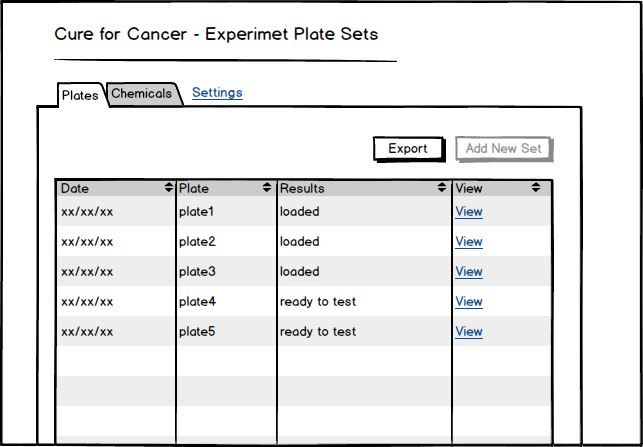 Cure for Cancer - Experimet Plate Sets
Plates Chemicals Settings
Export Add New Set
Date Plate Results View
xx/xx/xx plate1 loaded View
xx/xx/xx plate2 loaded View
xx/xx/xx plate3 loaded View
xx/xx/xx plate4 ready to test View
xx/xx/xx plate5 ready to test View